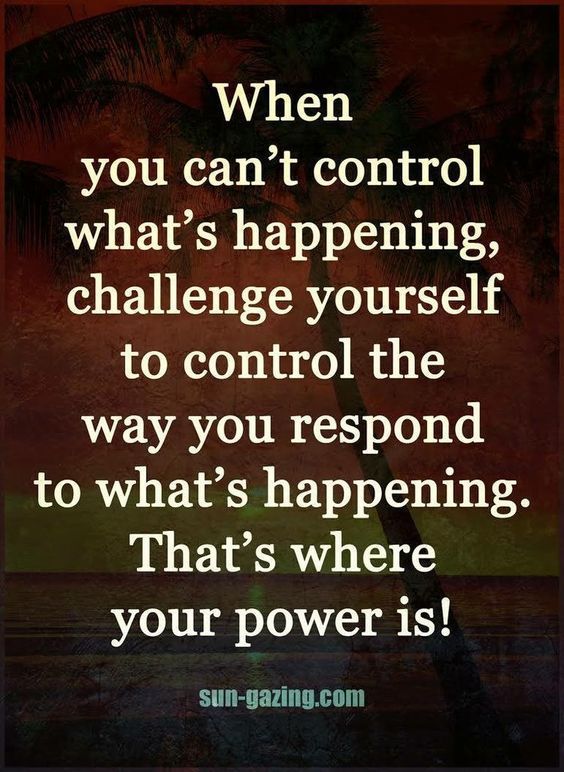 When
you can’t control
what’s happening,
challenge yourself
to control the
way you respond
to what’s happening.
That’s where
your power is!
sun-gazing.com